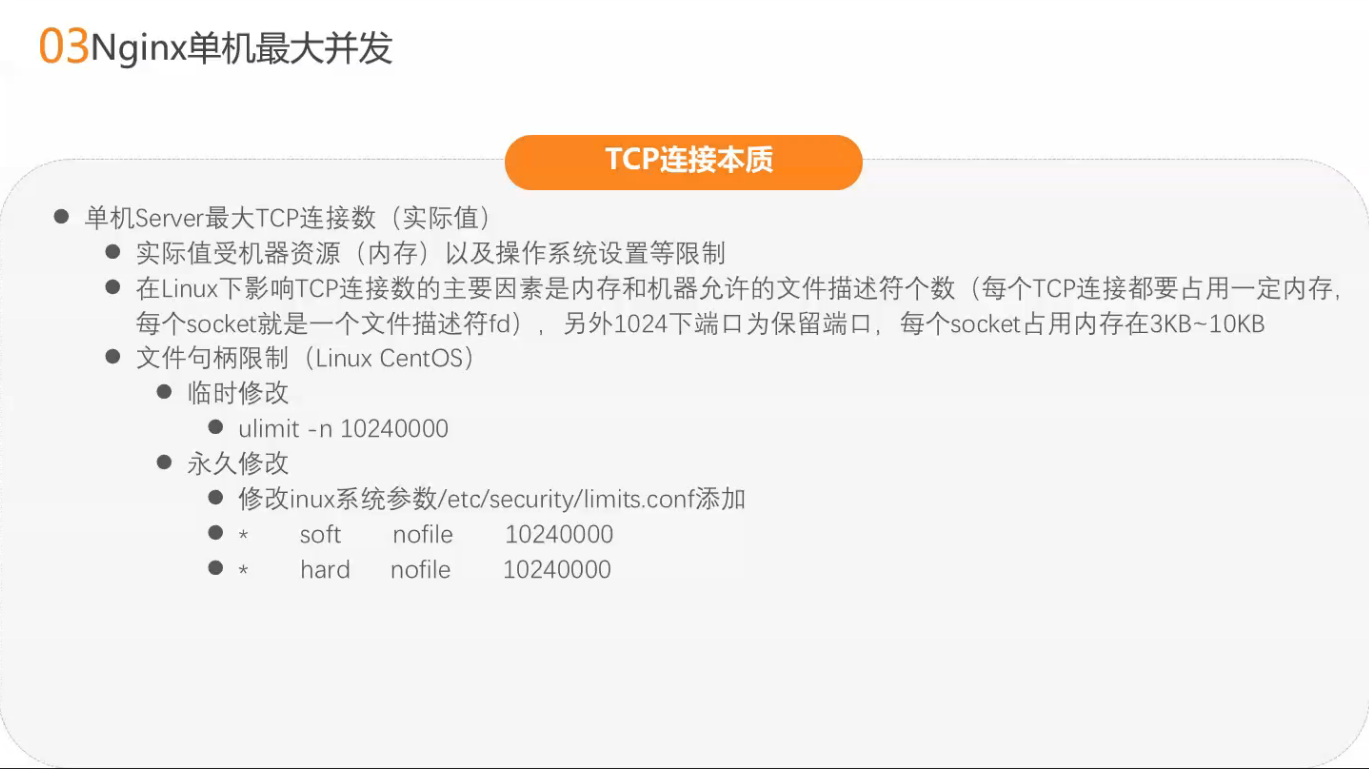 03Nginx单机最大并发
TCP连接本质
● 单机Server最大TCP连接数（实际值）
● 实际值受机器资源（内存）以及操作系统设置等限制
● 在Linux下影响TCP连接数的主要因素是内存和机器允许的文件描述符个数（每个TCP连接都要占用一定内存，
每个socket就是一个文件描述符fd），另外1024下端口为保留端口，每个socket占用内存在3KB~10KB
● 文件句柄限制（Linux CentOS）
● 临时修改
● ulimit -n 10240000
● 永久修改
● 修改inux系统参数/etc/security/limits.conf添加
● * soft nofile 10240000
● * hard nofile 10240000